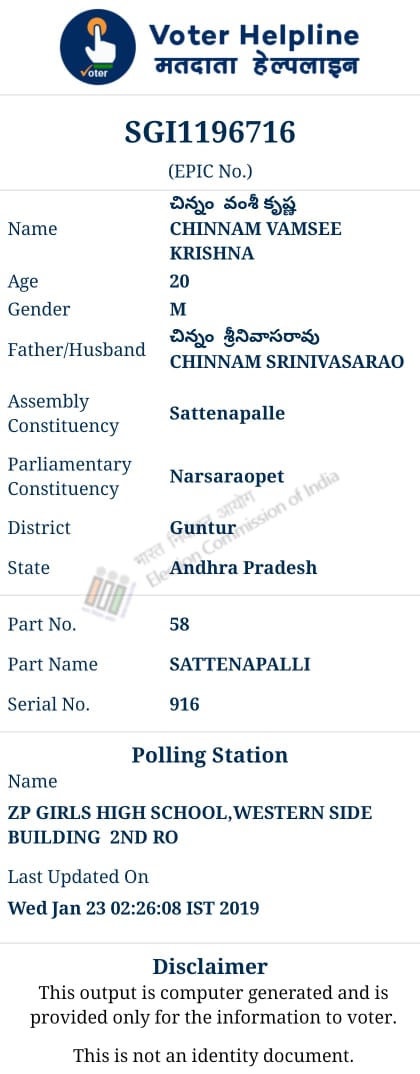 Voter Helpline
मतदाता हेल्पलाइन
Voter
SGI1196716
(EPIC No.)
చిన్నం వంశీ కృష్ణ
Name CHINNAM VAMSEE
KRISHNA
Age 20
Gender M
చిన్నం శ్రీనివాసరావు
Father/Husband CHINNAM SRINIVASARAO
Assembly
Constituency Sattenapalle
Parliamentary
Constituency Narsaraopet
भारत निर्वाचन आयोग
Election Commission of India
District Guntur
State Andhra Pradesh
Part No. 58
Part Name SATTENAPALLI
Serial No. 916
Polling Station
Name
ZP GIRLS HIGH SCHOOL,WESTERN SIDE
BUILDING 2ND RO
Last Updated On
Wed Jan 23 02:26:08 IST 2019
Disclaimer
This output is computer generated and is
provided only for the information to voter.
This is not an identity document.